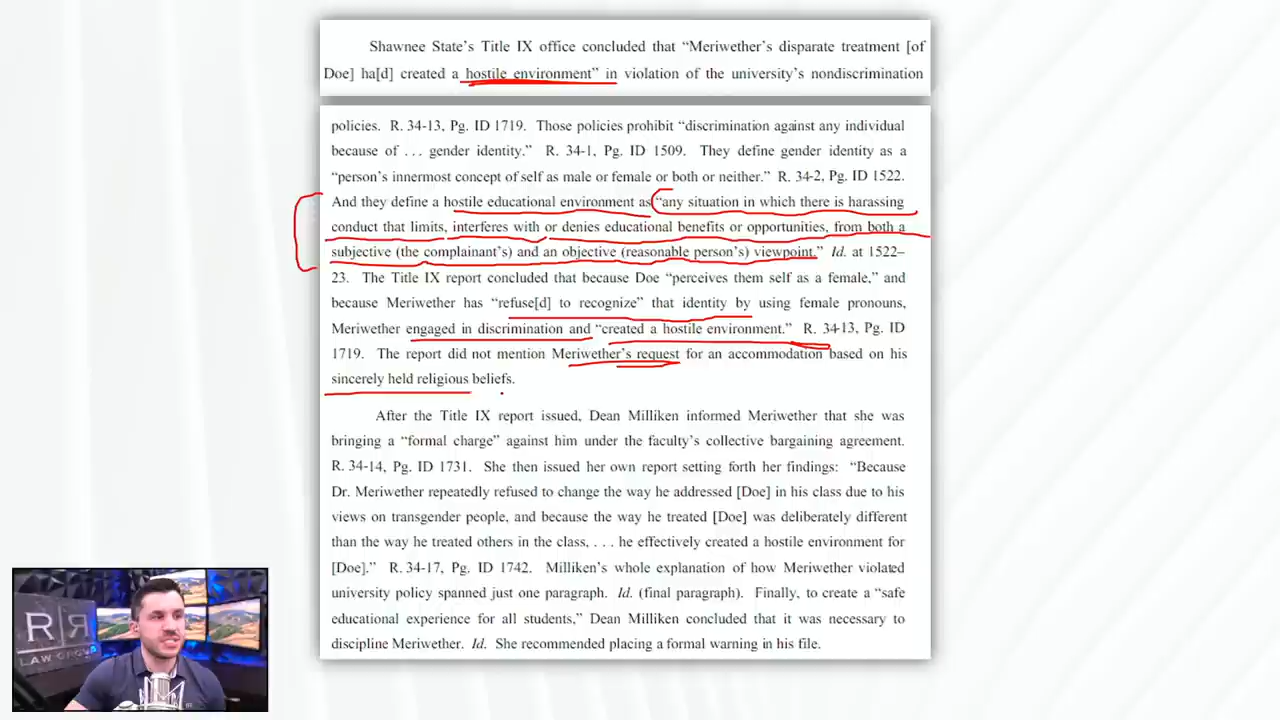 Shawnee State's Title IX office concluded that “Meriwether's disparate treatment [of
Doe] ha[d] created a hostile environment” in violation of the university's nondiscrimination
policies. R. 34-13, Pg. ID 1719. Those policies prohibit “discrimination against any individual
because of . . . gender identity.” R. 34-1, Pg. ID 1509. They define gender identity as a
“person's innermost concept of self as male or female or both or neither.” R. 34-2, Pg. ID 1522.
And they define a hostile educational environment as “any situation in which there is harassing
conduct that limits, interferes with or denies educational benefits or opportunities, from both a
subjective (the complainant's) and an objective (reasonable person's) viewpoint.” Id. at 1522–
23. The Title IX report concluded that because Doe “perceives them self as a female,” and
because Meriwether has “refuse[d] to recognize” that identity by using female pronouns,
Meriwether engaged in discrimination and “created a hostile environment.” R. 34-13, Pg. ID
1719. The report did not mention Meriwether's request for an accommodation based on his
sincerely held religious beliefs.
After the Title IX report issued, Dean Milliken informed Meriwether that she was
bringing a “formal charge” against him under the faculty's collective bargaining agreement.
R. 34-14, Pg. ID 1731. She then issued her own report setting forth her findings: “Because
Dr. Meriwether repeatedly refused to change the way he addressed [Doe] in his class due to his
views on transgender people, and because the way he treated [Doe] was deliberately different
than the way he treated others in the class, . . . he effectively created a hostile environment for
[Doe].” R. 34-17, Pg. ID 1742. Milliken's whole explanation of how Meriwether violated
university policy spanned just one paragraph. Id. (final paragraph). Finally, to create a “safe
educational experience for all students,” Dean Milliken concluded that it was necessary to
discipline Meriwether. Id. She recommended placing a formal warning in his file.
R R
LAW GROUP